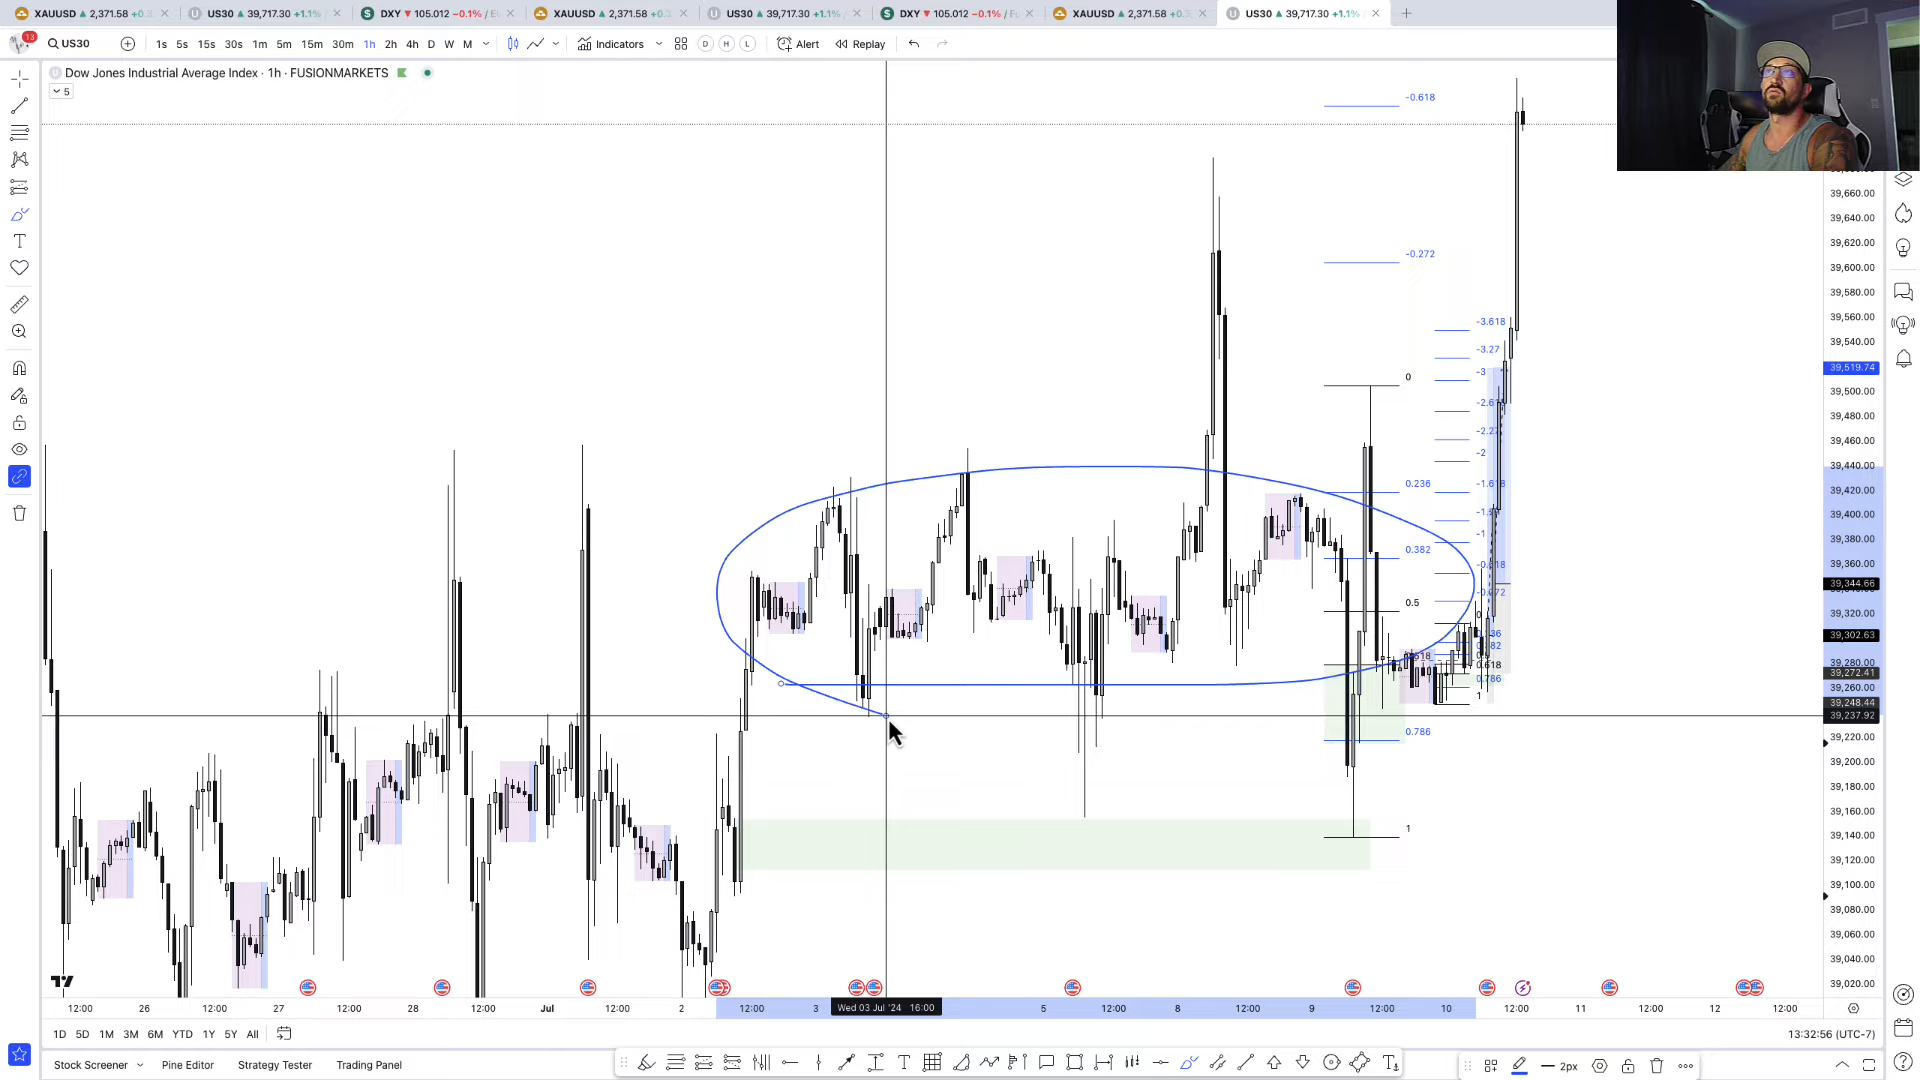 XAUUSD ▲ 2,371.58 +0.3
US30 ▲ 39,717.30 +1.1%
DXY ▼ 105.012 −0.1% / E
XAUUSD ▲ 2,371.58 +0.3
US30 ▲ 39,717.30 +1.1%
DXY ▼ 105.012 −0.1% / F
XAUUSD ▲ 2,371.58 +0.3
US30 ▲ 39,717.30 +1.1%
13
US30
1s 5s 15s 30s 1m 5m 15m 30m 1h 2h 4h D W M
Indicators
D H L
Alert
Replay
Dow Jones Industrial Average Index · 1h · FUSIONMARKETS
5
-0.618
-0.272
0
0.236
0.382
0.5
0.786
1
-3.618
-3.27
-3
-2
-1
0.618
0.786
1
39,660.00
39,640.00
39,620.00
39,600.00
39,580.00
39,560.00
39,540.00
39,519.74
39,500.00
39,480.00
39,460.00
39,440.00
39,420.00
39,400.00
39,380.00
39,360.00
39,344.66
39,320.00
39,302.63
39,280.00
39,272.41
39,260.00
39,248.44
39,237.92
39,220.00
39,200.00
39,180.00
39,160.00
39,140.00
39,120.00
39,100.00
39,080.00
39,060.00
39,040.00
39,020.00
12:00 26 12:00 27 12:00 28 12:00 Jul 12:00 2 12:00 3 Wed 03 Jul '24 16:00 5 12:00 8 12:00 9 12:00 10 12:00 11 12:00 12 12:00
1D 5D 1M 3M 6M YTD 1Y 5Y All
13:32:56 (UTC-7)
Stock Screener
Pine Editor
Strategy Tester
Trading Panel
2px